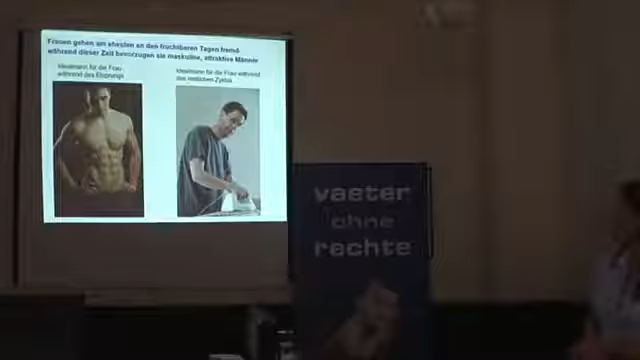 Frauen gehen am ehesten an den fruchtbaren Tagen fremd-
während dieser Zeit bevorzugen sie maskuline, attraktive Männer
Idealmann für die Frau
während des Eisprungs
Idealmann für die Frau während
des restlichen Zyklus
vaeter
ohne
rechte